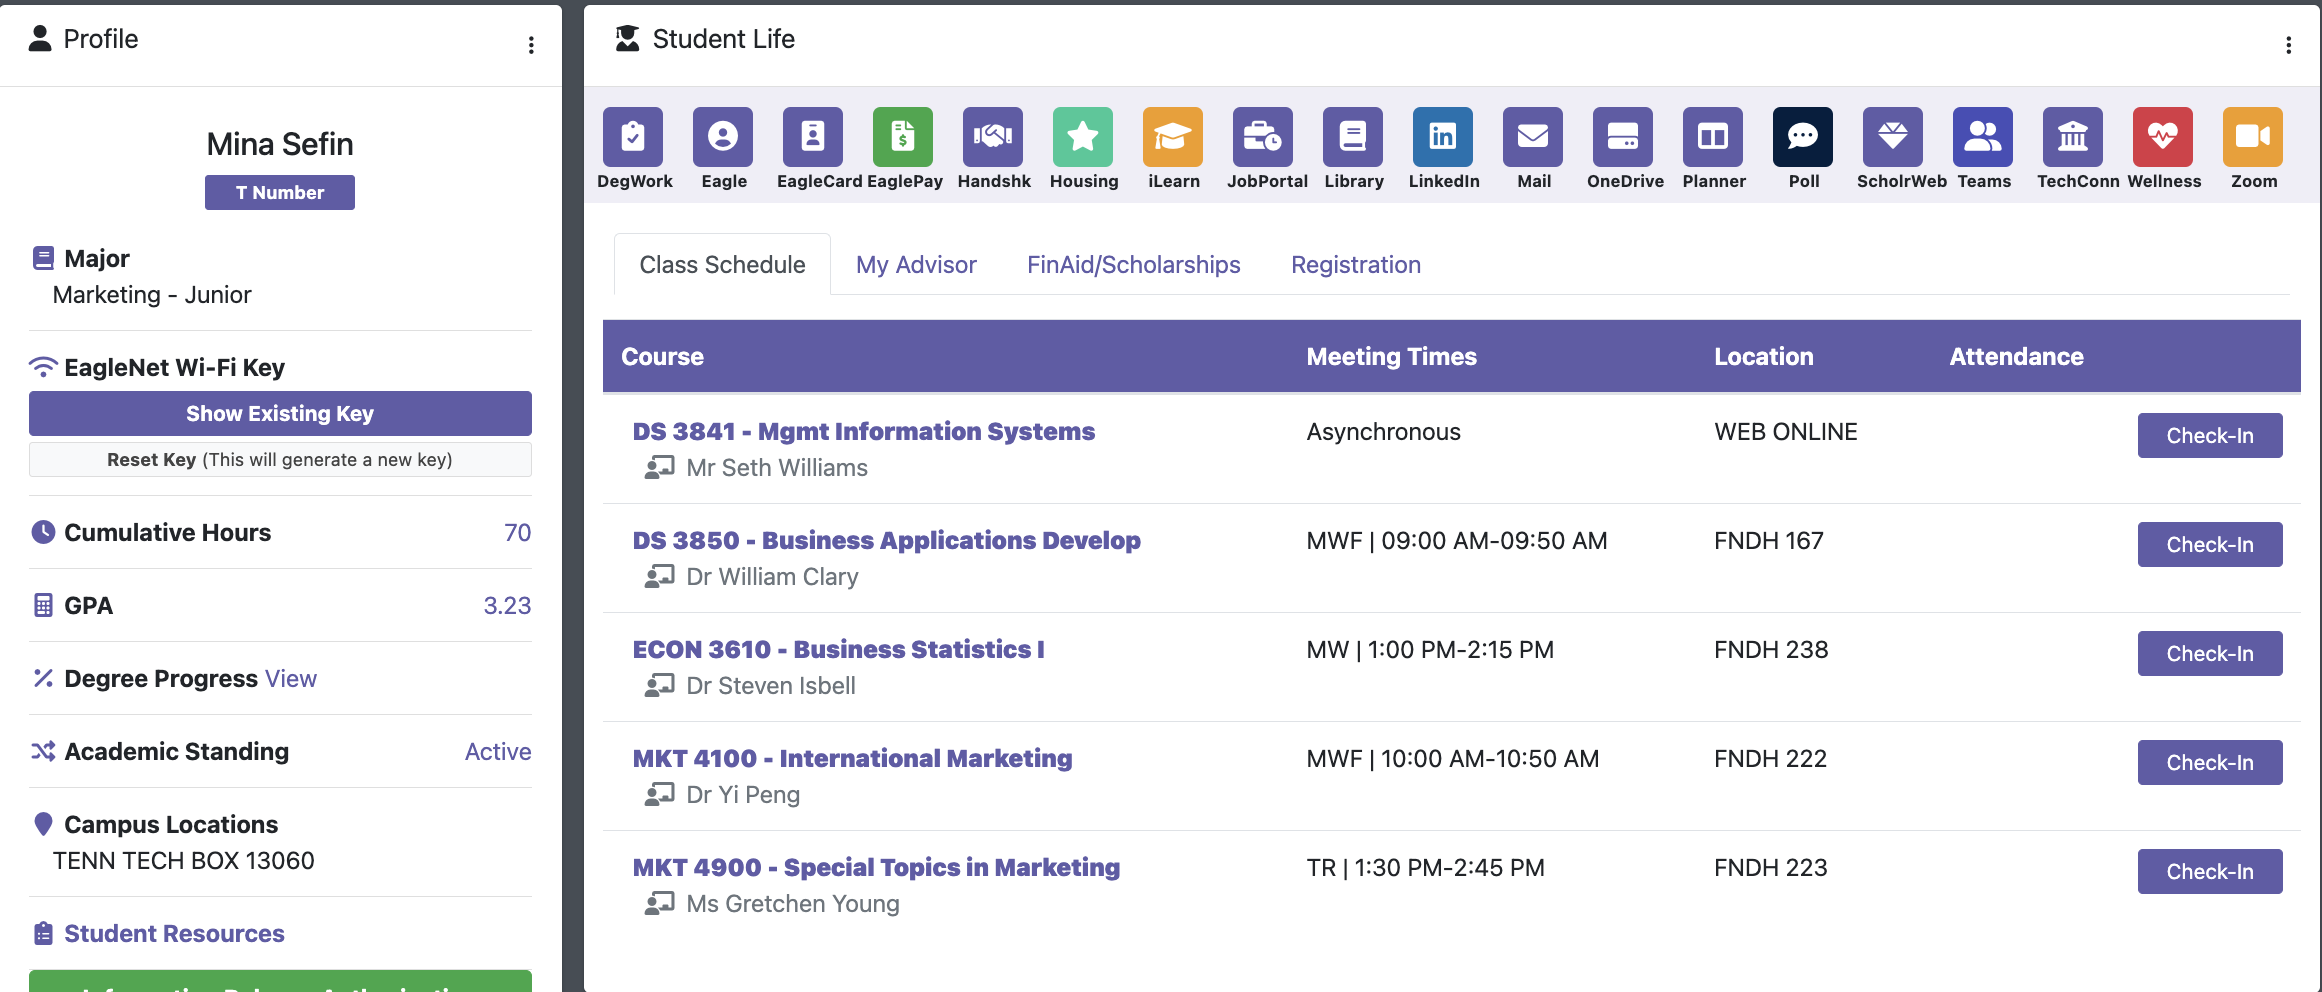 Profile
Mina Sefin
T Number
Major
Marketing - Junior
EagleNet Wi-Fi Key
Show Existing Key
Reset Key (This will generate a new key)
Cumulative Hours 70
GPA 3.23
Degree Progress View
Academic Standing Active
Campus Locations
TENN TECH BOX 13060
Student Resources
Student Life
DegWork Eagle EagleCard EaglePay Handshk Housing iLearn JobPortal Library LinkedIn Mail OneDrive Planner Poll ScholrWeb Teams TechConn Wellness Zoom
Class Schedule My Advisor FinAid/Scholarships Registration
Course Meeting Times Location Attendance
DS 3841 - Mgmt Information Systems Asynchronous WEB ONLINE Check-In
Mr Seth Williams
DS 3850 - Business Applications Develop MWF | 09:00 AM-09:50 AM FNDH 167 Check-In
Dr William Clary
ECON 3610 - Business Statistics I MW | 1:00 PM-2:15 PM FNDH 238 Check-In
Dr Steven Isbell
MKT 4100 - International Marketing MWF | 10:00 AM-10:50 AM FNDH 222 Check-In
Dr Yi Peng
MKT 4900 - Special Topics in Marketing TR | 1:30 PM-2:45 PM FNDH 223 Check-In
Ms Gretchen Young